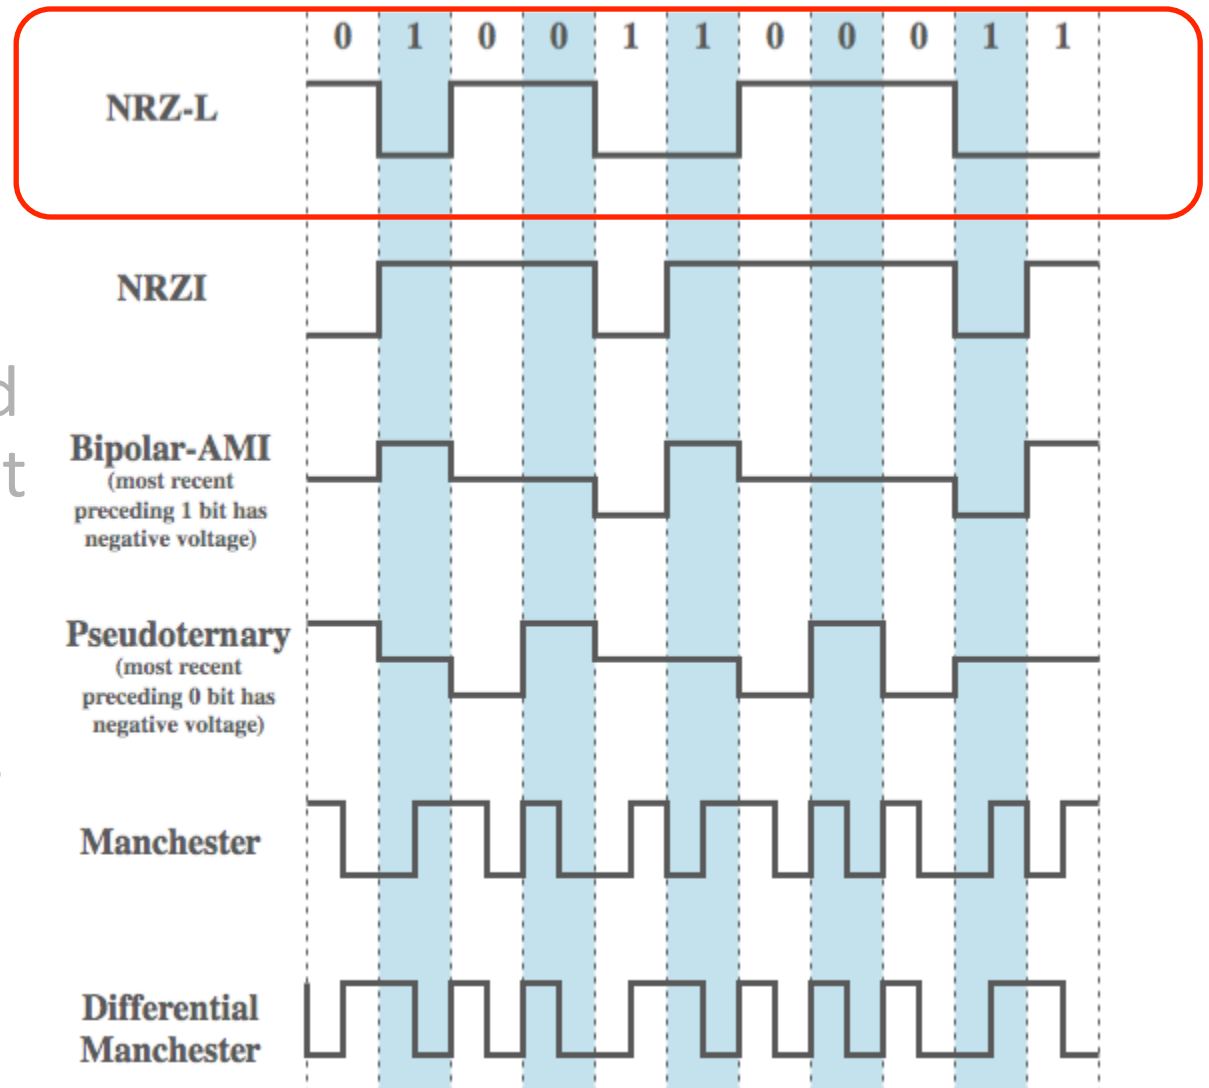 0 1 0 0 1 1 0 0 0 1 1
NRZ-L
NRZI
d
Bipolar-AMI
t
(most recent
preceding 1 bit has
negative voltage)
Pseudoternary
(most recent
preceding 0 bit has
negative voltage)
Manchester
Differential
Manchester